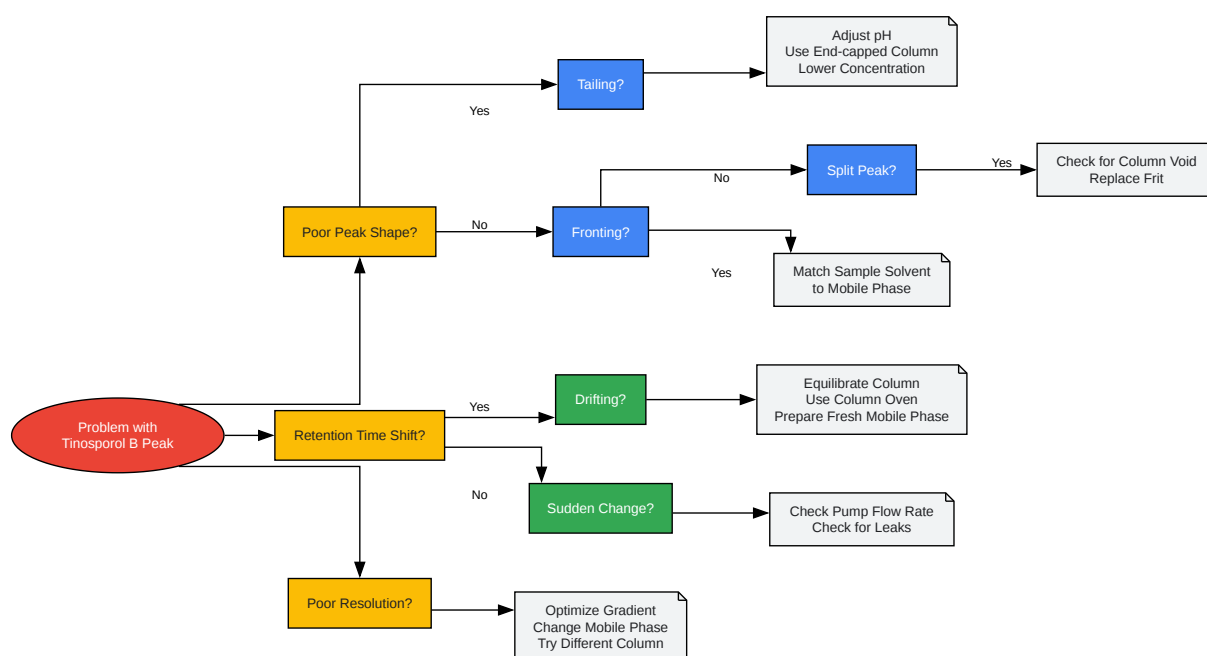 Adjust pH
Use End-capped Column
Lower Concentration
Tailing?
Yes
Split Peak?
Yes
Check for Column Void
Replace Frit
No
Poor Peak Shape?
No
Fronting?
Yes
Match Sample Solvent
to Mobile Phase
Problem with
Tinosporol B Peak
Retention Time Shift?
Yes
Drifting?
Equilibrate Column
Use Column Oven
Prepare Fresh Mobile Phase
No
Sudden Change?
Check Pump Flow Rate
Check for Leaks
Poor Resolution?
Optimize Gradient
Change Mobile Phase
Try Different Column